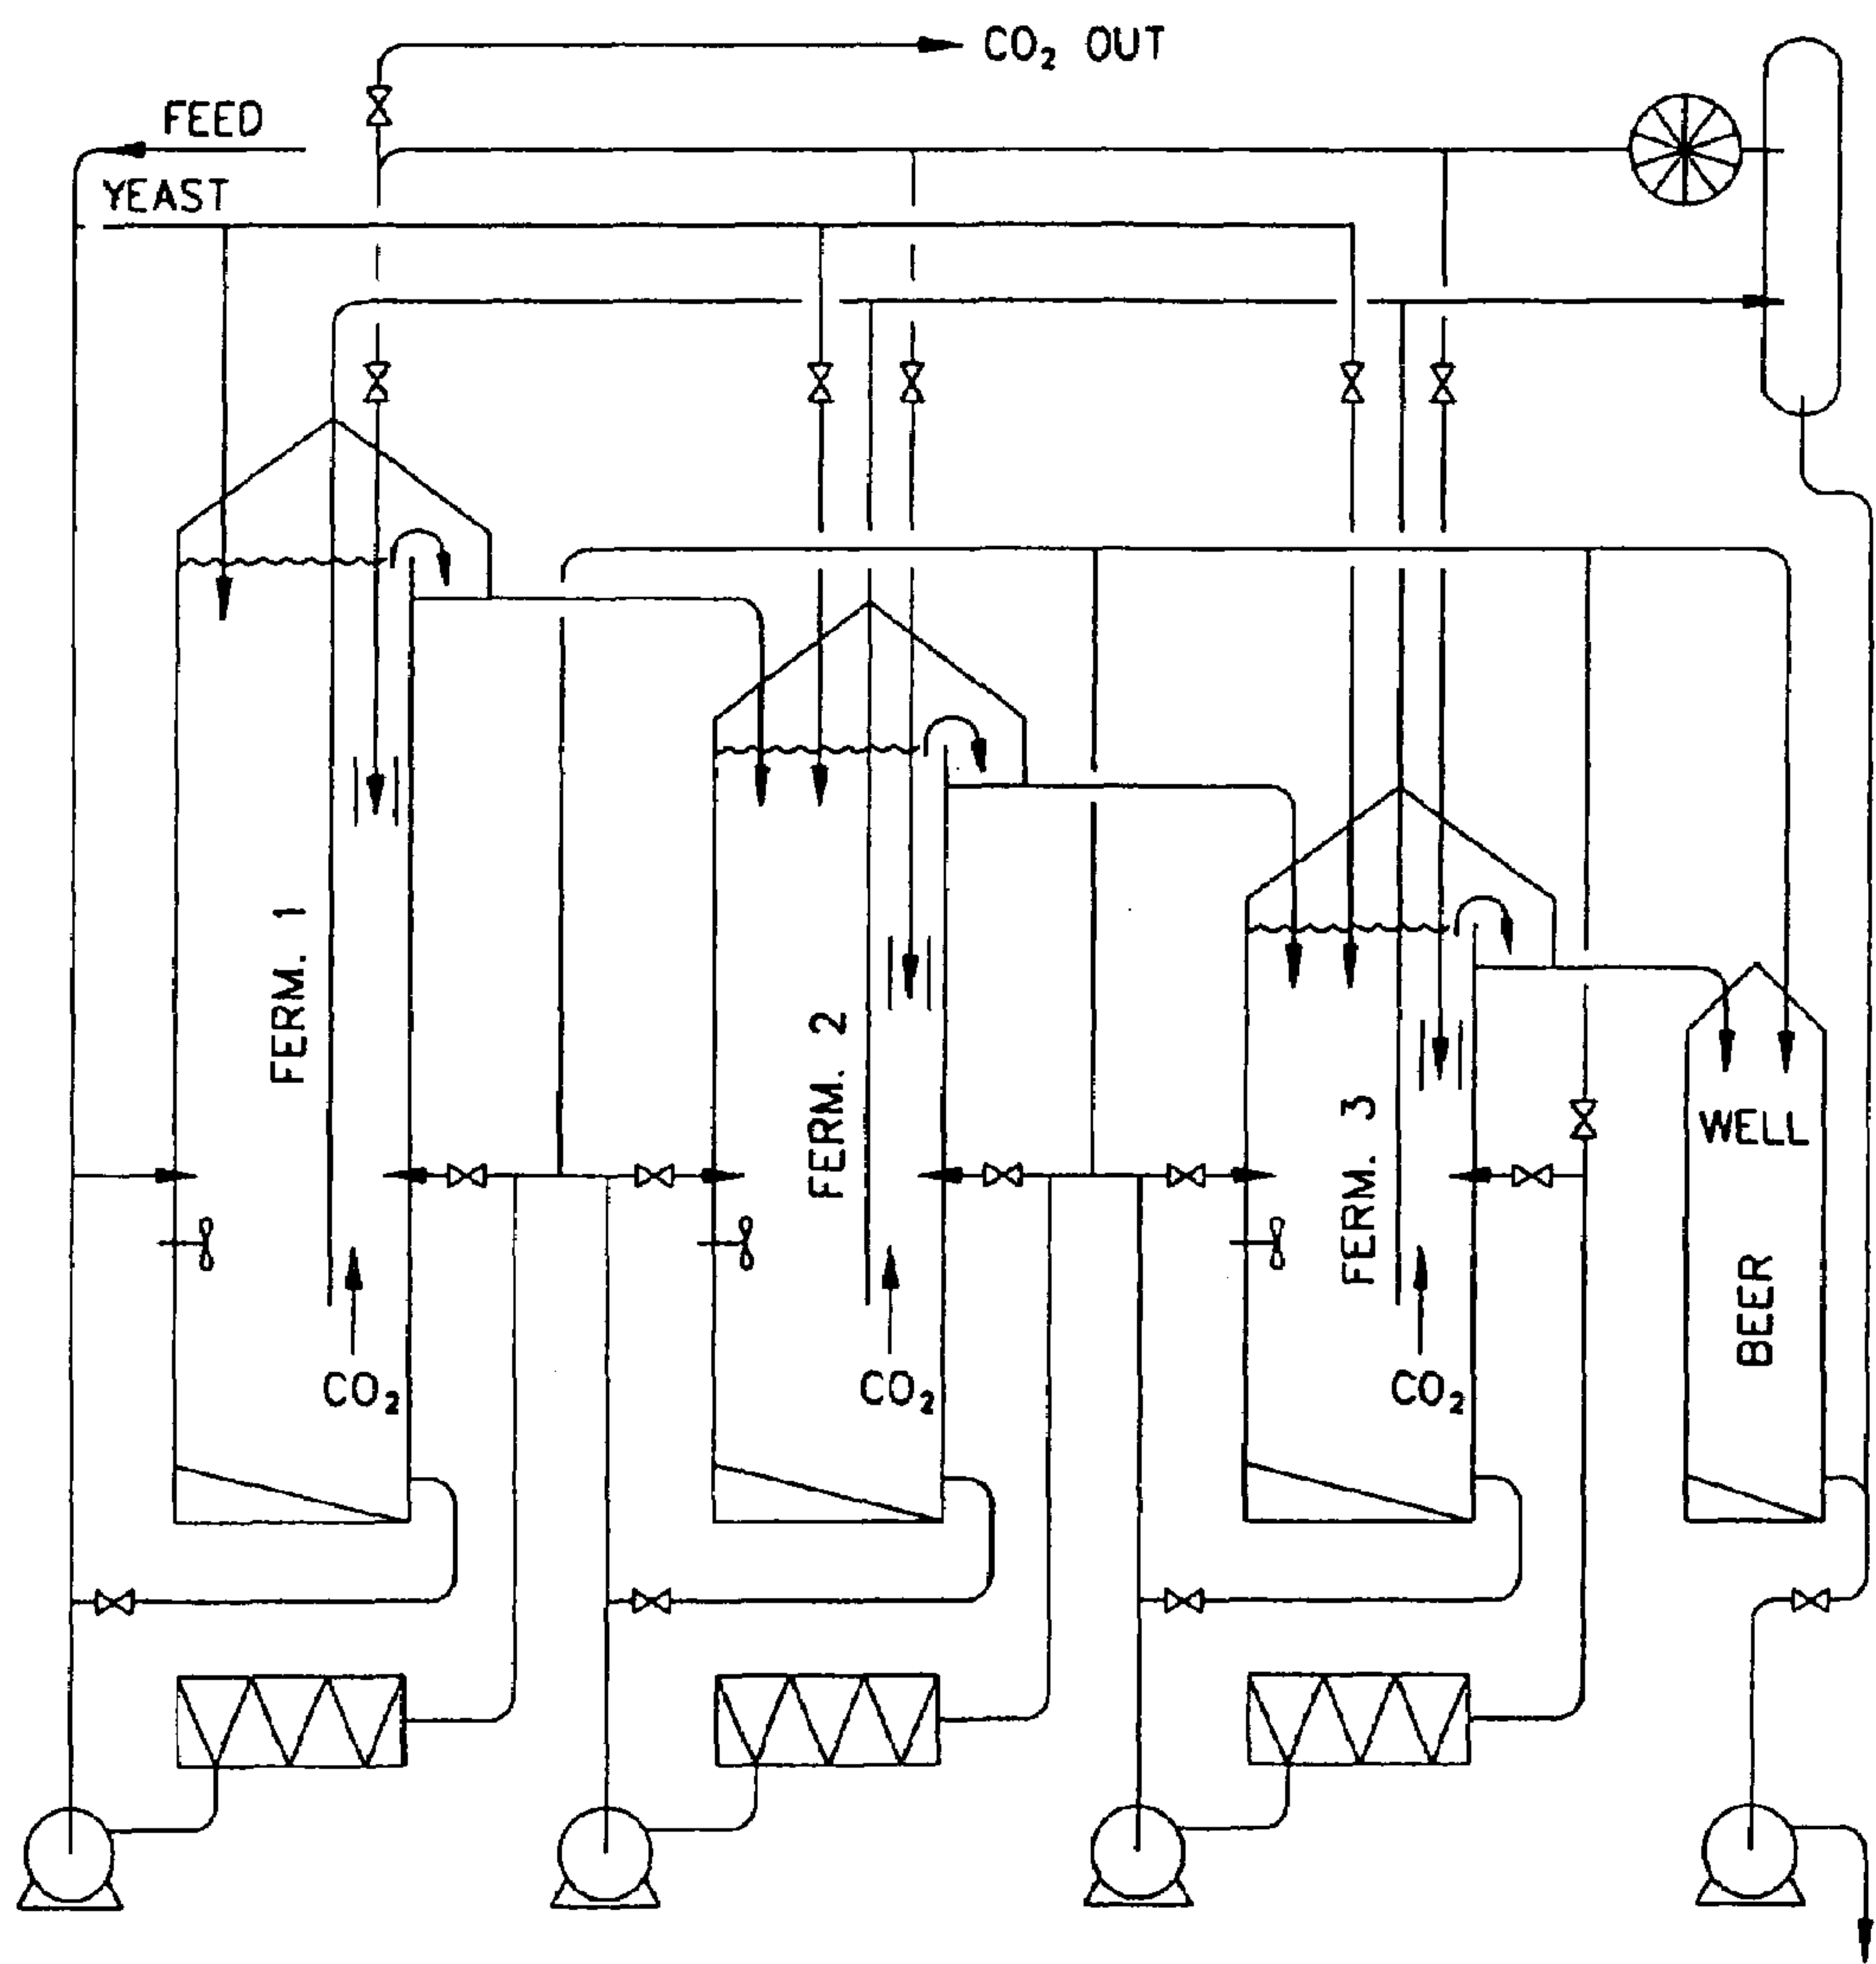 CO₂ OUT
FEED
YEAST
FERM. 1
FERM. 2
FERM. 3
WELL
BEER
CO₂
CO₂
CO₂